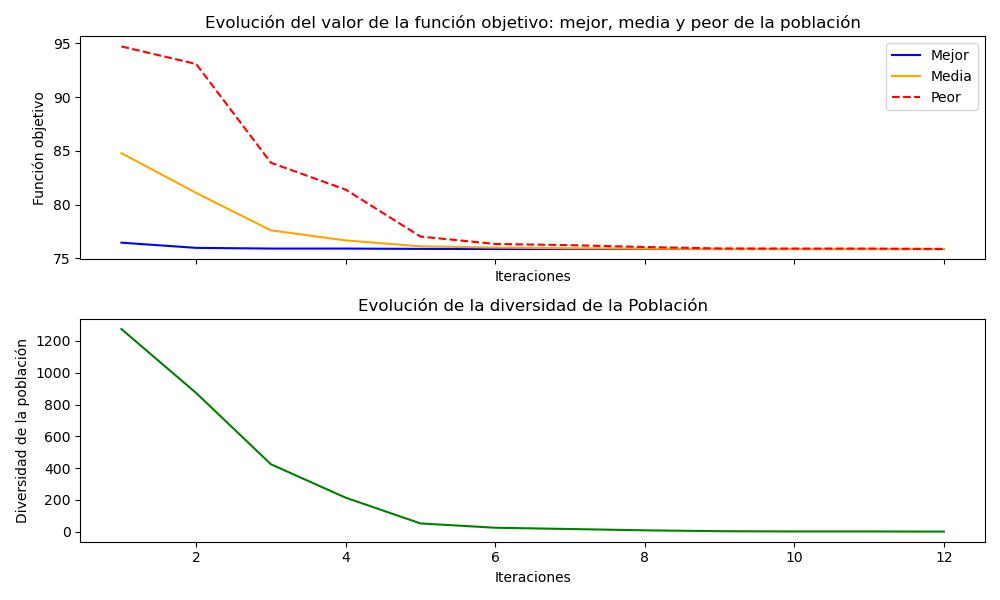 Evolución del valor de la función objetivo: mejor, media y peor de la población
95
90
85
80
75
Función objetivo
Mejor
Media
Peor
Iteraciones
Evolución de la diversidad de la Población
1200
1000
800
600
400
200
0
Diversidad de la población
2 4 6 8 10 12
Iteraciones